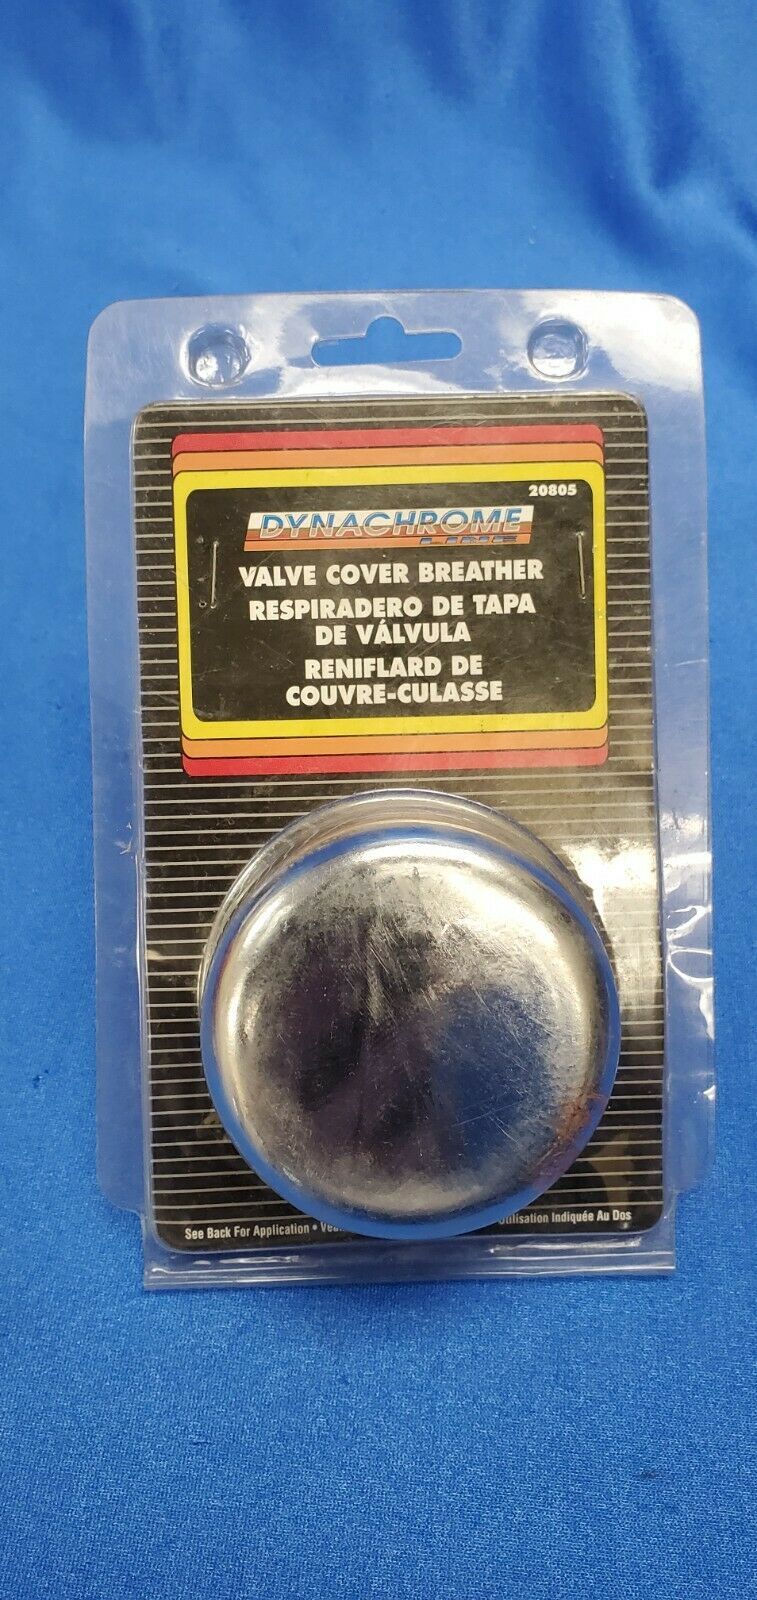 20805
DYNACHROME
LINE
VALVE COVER BREATHER
RESPIRADERO DE TAPA
DE VÁLVULA
RENIFLARD DE
COUVRE-CULASSE
See Back For Application • Indiquée Au Dos